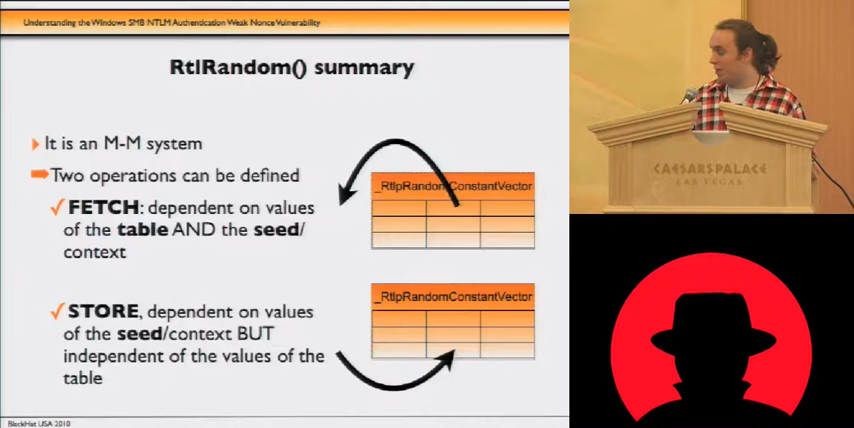 Understanding the Windows SMB NTLM Authentication Weak Nonce Vulnerability
RtlRandom() summary
It is an M-M system
Two operations can be defined
FETCH: dependent on values
of the table AND the seed/
context
_RtlpRandomConstantVector
STORE, dependent on values
of the seed/context BUT
independent of the values of the
table
_RtlpRandomConstantVector
BlackHat USA 2010
CAESARS PALACE
LAS VEGAS